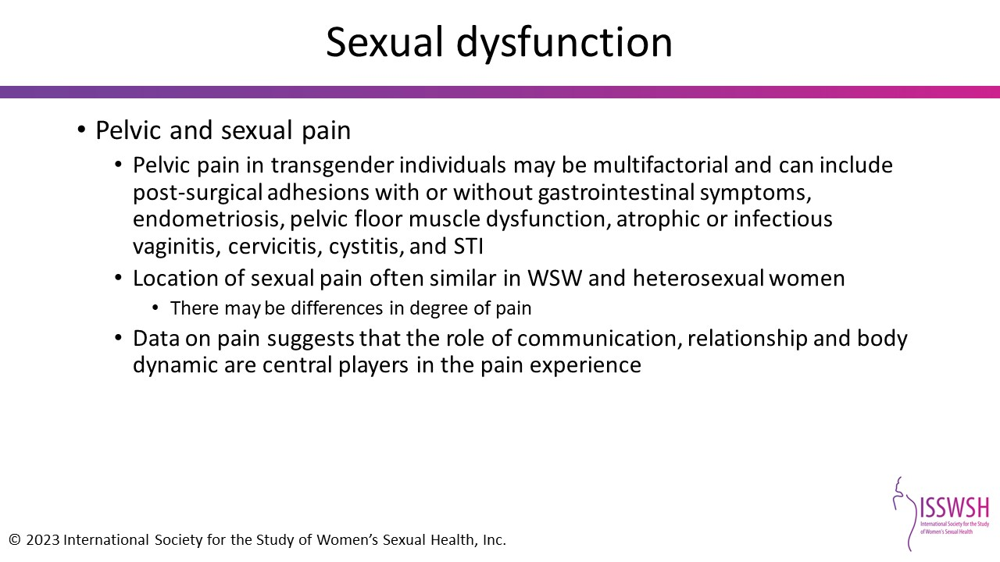 Sexual dysfunction
• Pelvic and sexual pain
• Pelvic pain in transgender individuals may be multifactorial and can include
post-surgical adhesions with or without gastrointestinal symptoms,
endometriosis, pelvic floor muscle dysfunction, atrophic or infectious
vaginitis, cervicitis, cystitis, and STI
• Location of sexual pain often similar in WSW and heterosexual women
• There may be differences in degree of pain
• Data on pain suggests that the role of communication, relationship and body
dynamic are central players in the pain experience
ISSWSH
International Society for the Study
of Women's Sexual Health
© 2023 International Society for the Study of Women’s Sexual Health, Inc.